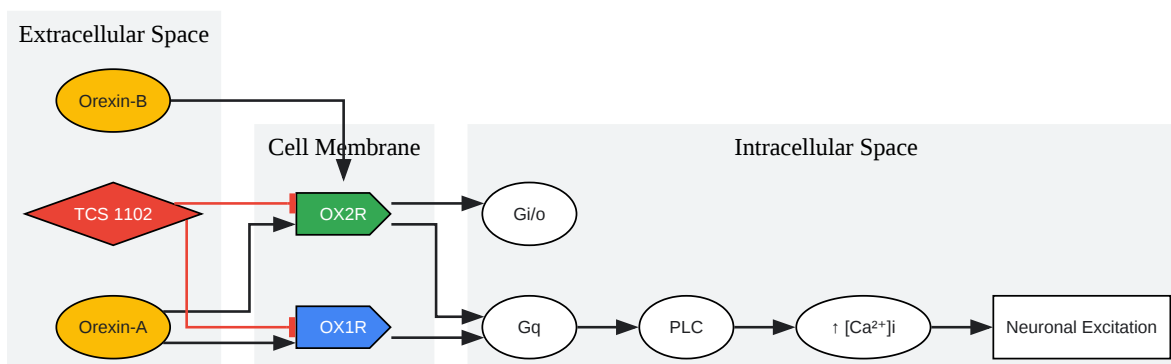 Extracellular Space
Orexin-B
Cell Membrane
Intracellular Space
TCS 1102
OX2R
Gi/o
Orexin-A
OX1R
Gq
PLC
↑ [Ca²⁺]i
Neuronal Excitation